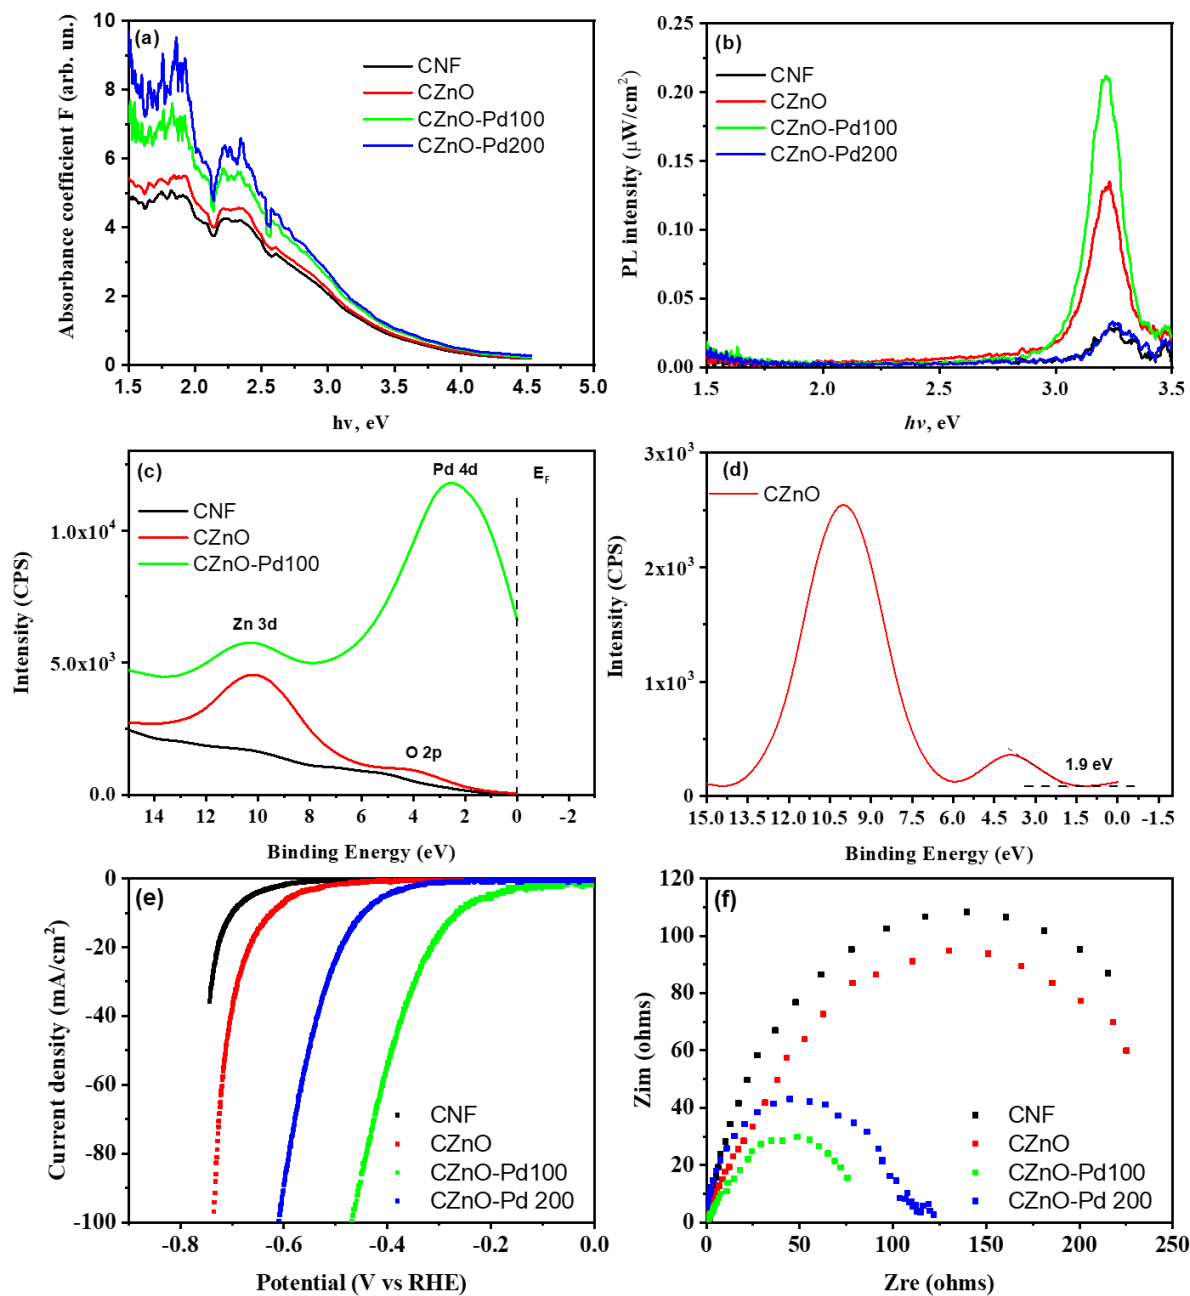 (a)
CNF
CZnO
CZnO-Pd100
CZnO-Pd200
Absorbance coefficient F (arb. un.)
10
8
6
4
2
0
1.5 2.0 2.5 3.0 3.5 4.0 4.5 5.0
hv, eV
(b)
CNF
CZnO
CZnO-Pd100
CZnO-Pd200
PL intensity (μW/cm²)
0.25
0.20
0.15
0.10
0.05
0.00
1.5 2.0 2.5 3.0 3.5
hν, eV
(c)
Pd 4d
E_F
CNF
CZnO
CZnO-Pd100
Zn 3d
O 2p
Intensity (CPS)
1.0x10⁴
5.0x10³
0.0
14 12 10 8 6 4 2 0 -2
Binding Energy (eV)
(d)
CZnO
1.9 eV
Intensity (CPS)
3x10³
2x10³
1x10³
0
15.0 13.5 12.0 10.5 9.0 7.5 6.0 4.5 3.0 1.5 0.0 -1.5
Binding Energy (eV)
(e)
CNF
CZnO
CZnO-Pd100
CZnO-Pd 200
Current density (mA/cm²)
0
-20
-40
-60
-80
-100
-0.8 -0.6 -0.4 -0.2 0.0
Potential (V vs RHE)
(f)
CNF
CZnO
CZnO-Pd100
CZnO-Pd 200
Zim (ohms)
120
100
80
60
40
20
0
0 50 100 150 200 250
Zre (ohms)